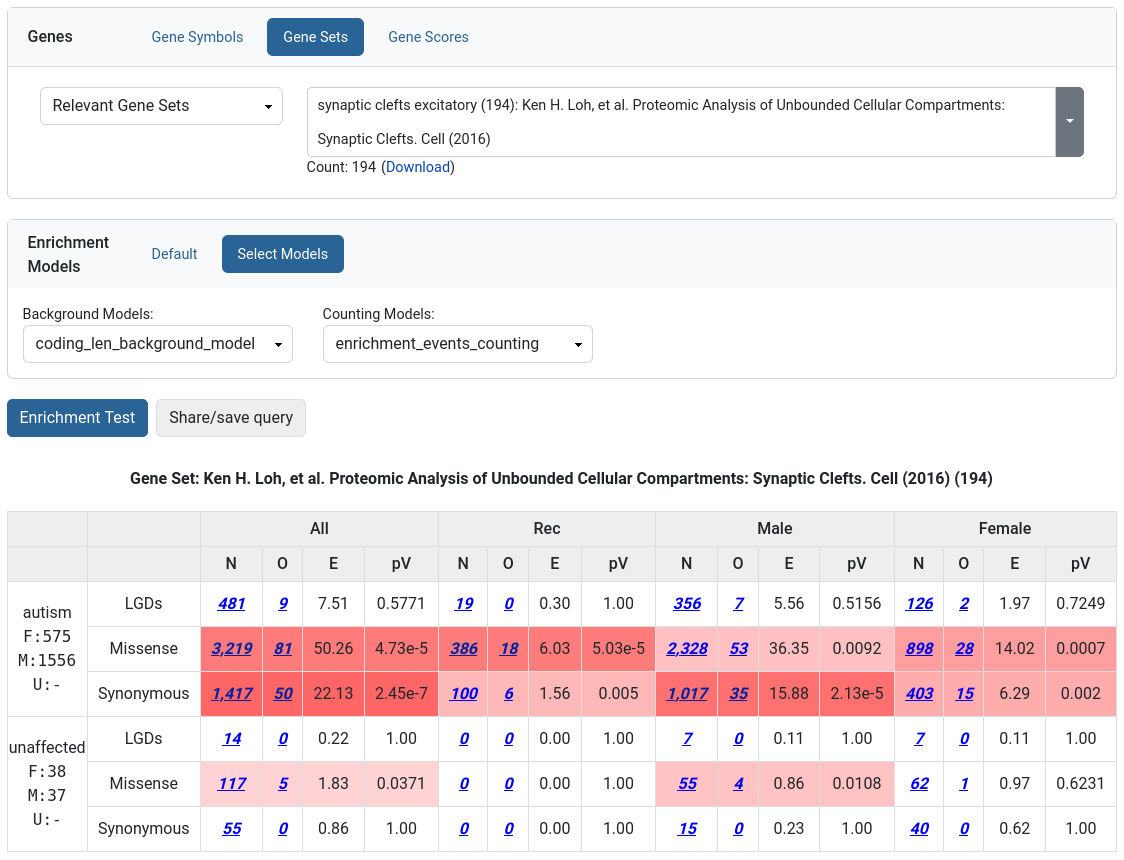 Genes Gene Symbols Gene Sets Gene Scores
Relevant Gene Sets
synaptic clefts excitatory (194): Ken H. Loh, et al. Proteomic Analysis of Unbounded Cellular Compartments:
Synaptic Clefts. Cell (2016)
Count: 194 (Download)
Enrichment
Models
Default Select Models
Background Models: Counting Models:
coding_len_background_model enrichment_events_counting
Enrichment Test Share/save query
Gene Set: Ken H. Loh, et al. Proteomic Analysis of Unbounded Cellular Compartments: Synaptic Clefts. Cell (2016) (194)
All Rec Male Female
N O E pV N O E pV N O E pV N O E pV
autism
F:575
M:1556
U:-
LGDs 481 9 7.51 0.5771 19 0 0.30 1.00 356 7 5.56 0.5156 126 2 1.97 0.7249
Missense 3,219 81 50.26 4.73e-5 386 18 6.03 5.03e-5 2,328 53 36.35 0.0092 898 28 14.02 0.0007
Synonymous 1,417 50 22.13 2.45e-7 100 6 1.56 0.005 1,017 35 15.88 2.13e-5 403 15 6.29 0.002
unaffected
F:38
M:37
U:-
LGDs 14 0 0.22 1.00 0 0 0.00 1.00 7 0 0.11 1.00 7 0 0.11 1.00
Missense 117 5 1.83 0.0371 0 0 0.00 1.00 55 4 0.86 0.0108 62 1 0.97 0.6231
Synonymous 55 0 0.86 1.00 0 0 0.00 1.00 15 0 0.23 1.00 40 0 0.62 1.00